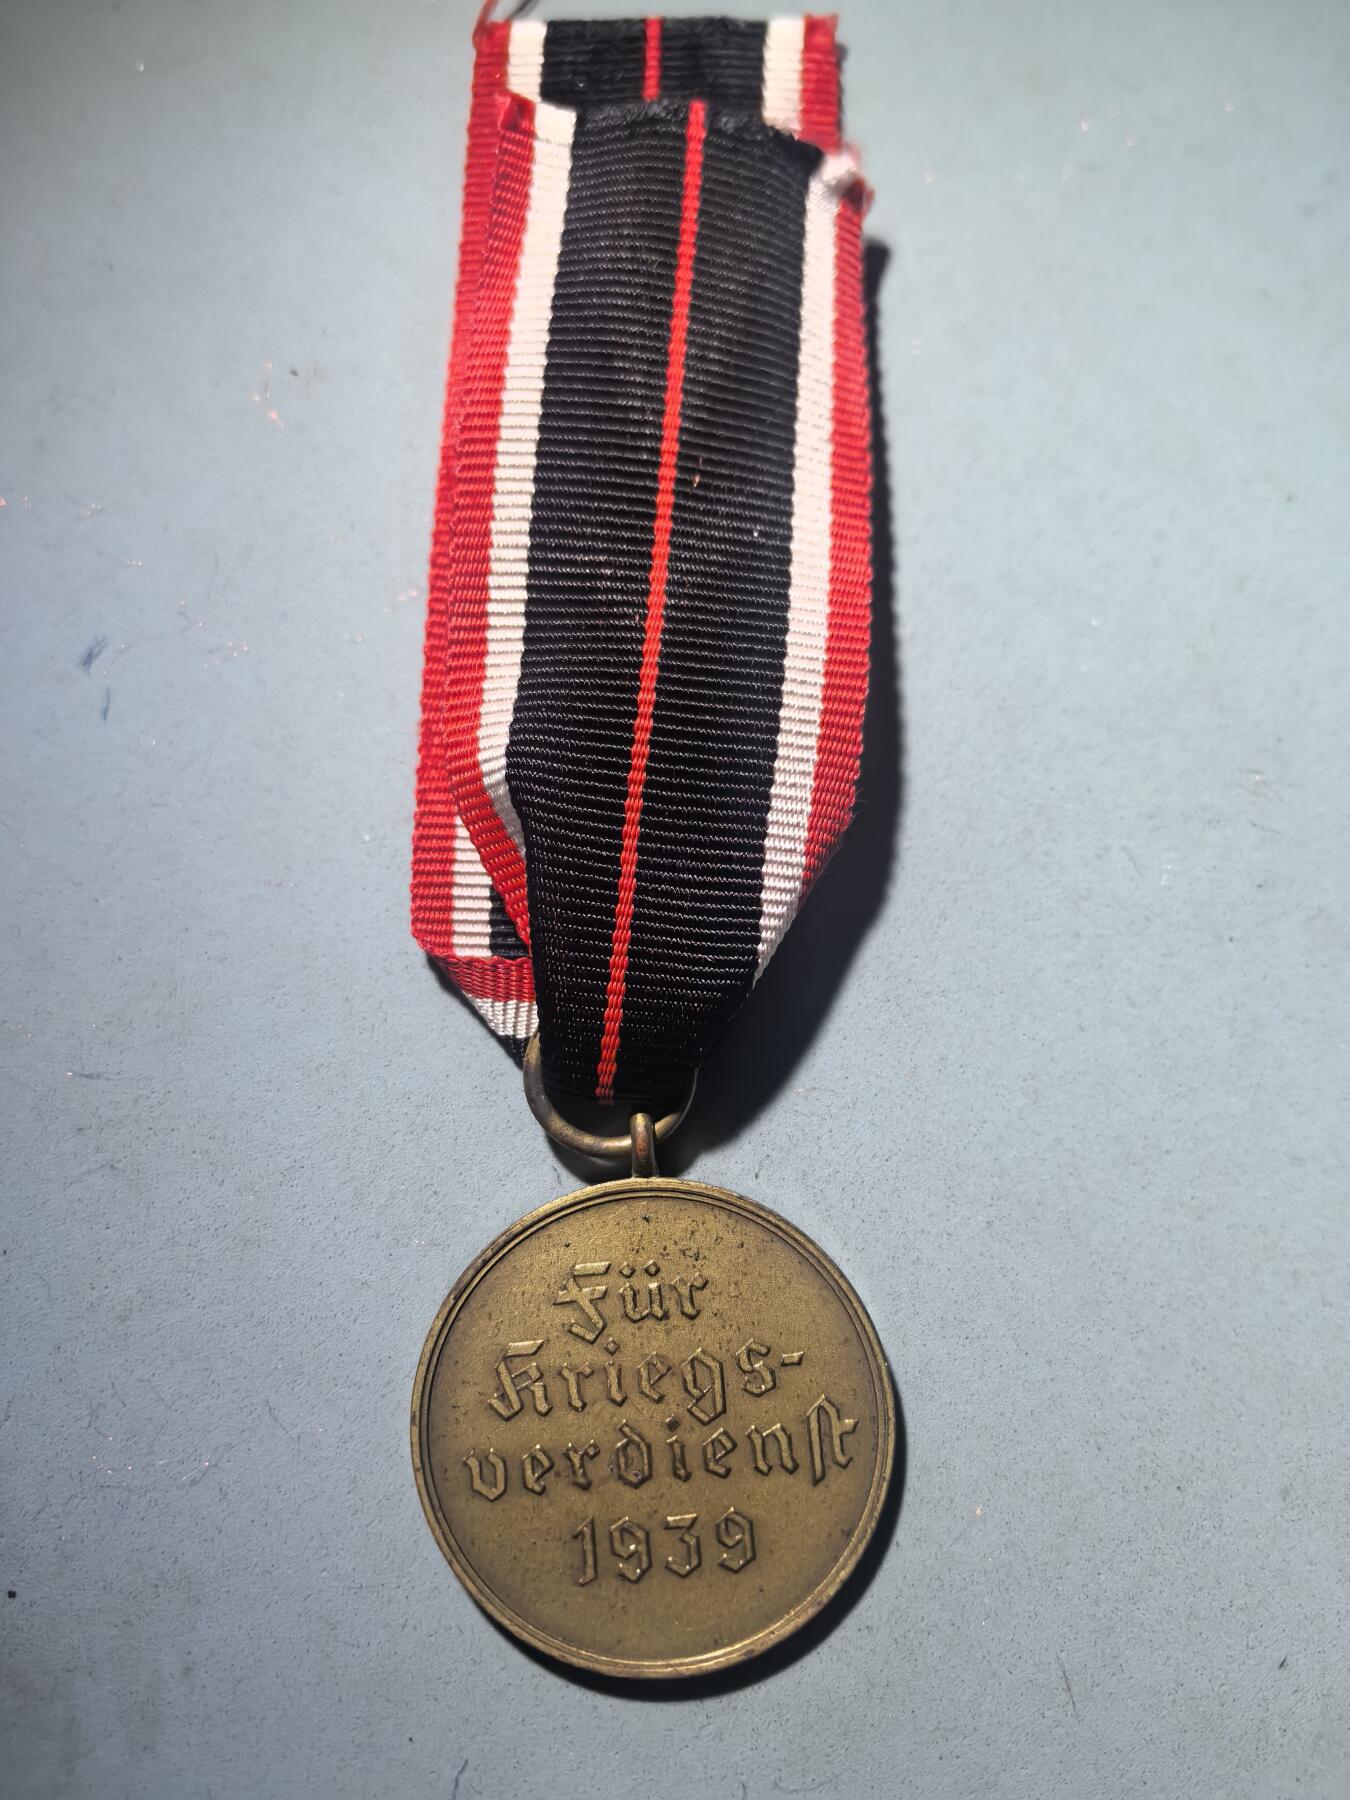 Für
Kriegs-
verdienst
1939